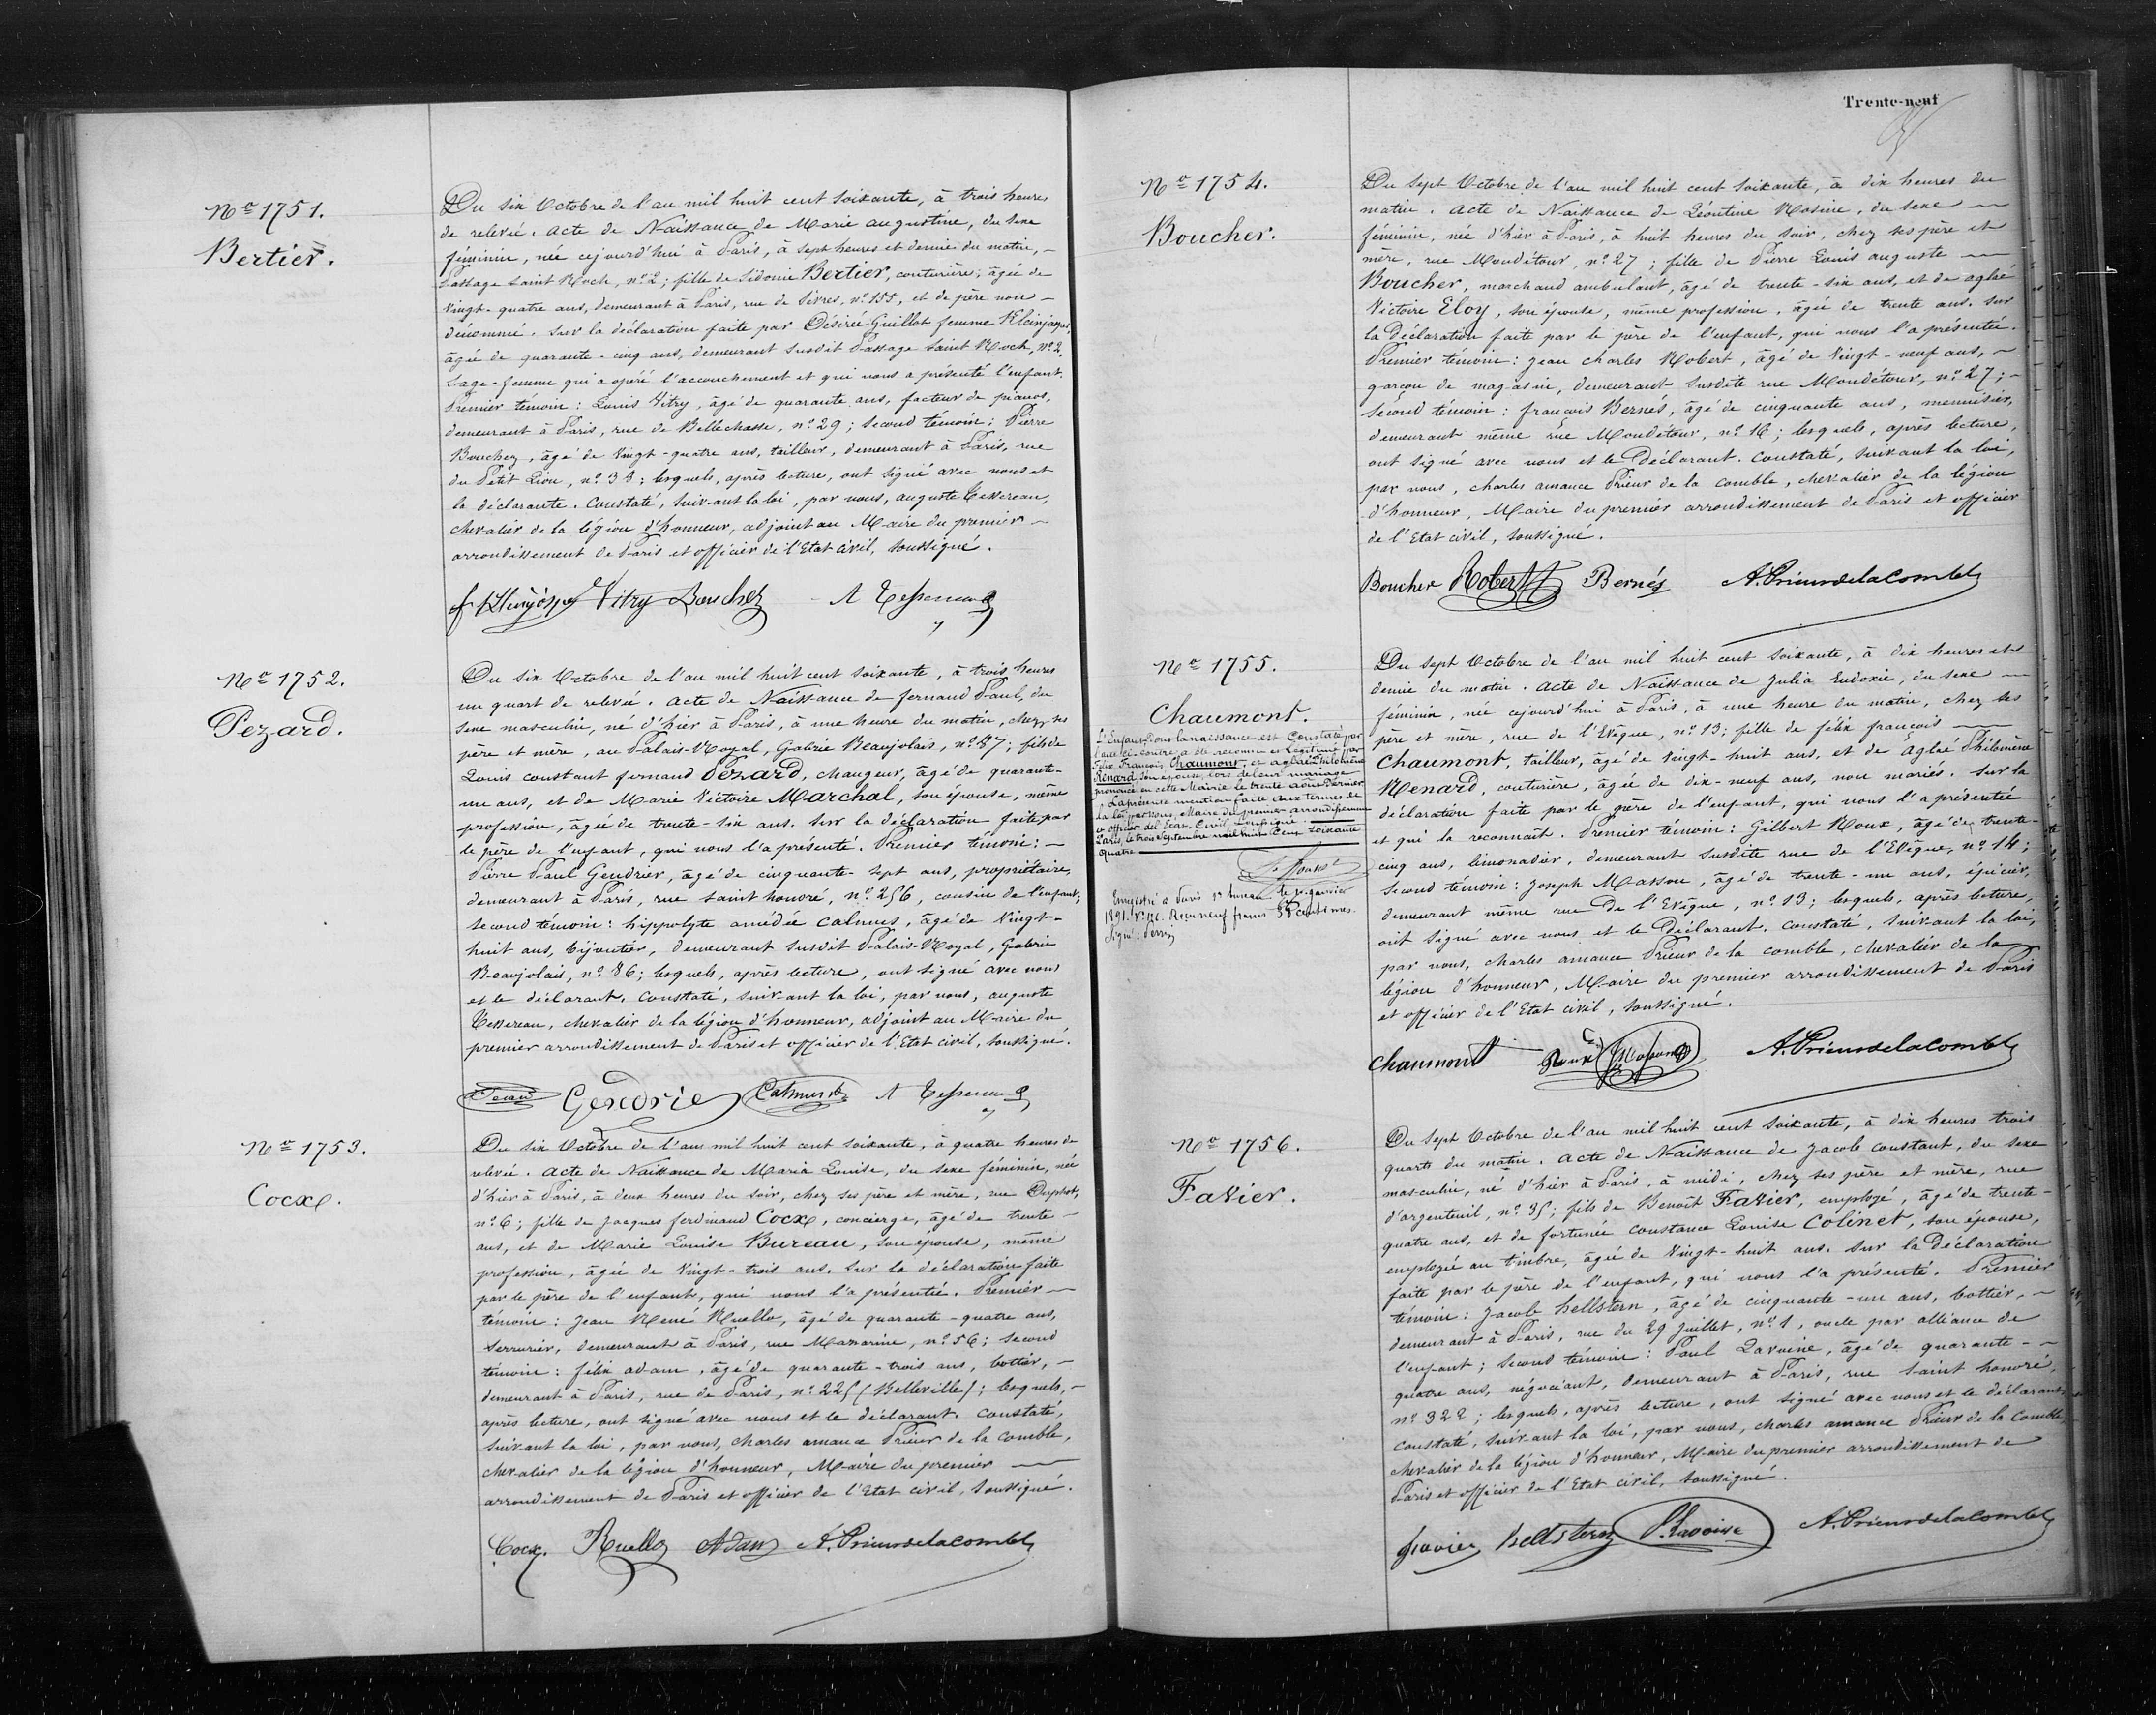 Nº 1751.
Bertier.
Du six Octobre de l'an mil huit cent soixante, à trois heures
de relevée. Acte de Naissance de Marie Augustine, du sexe
féminin, née cejourd'hui à Paris, à sept heures et demie du matin, -
Passage Saint Roch, nº 2; fille de Sidonie Bertier, couturière, âgée de
vingt-quatre ans, demeurant à Paris, rue de Sèvres, nº 155, et de père non -
dénommé. Sur la déclaration faite par Désirée Guillot femme Kleinjasper,
âgée de quarante-cinq ans, demeurant susdit Passage Saint Roch, nº 2,
Sage-femme qui a opéré l'accouchement et qui nous a présenté l'enfant.
Premier témoin: Louis Vitry, âgé de quarante ans, facteur de pianos,
demeurant à Paris, rue de Bellechasse, nº 29; Second témoin: Pierre
Bouchez, âgé de vingt-quatre ans, tailleur, demeurant à Paris, rue
du Petit Lion, nº 33; lesquels, après lecture, ont signé avec nous et
la déclarante. Constaté, suivant la loi, par nous, Auguste Tessereau,
chevalier de la légion d'honneur, adjoint au Maire du premier -
arrondissement de Paris et officier de l'Etat civil, soussigné.
Vitry Bouchez A Tessereau
Nº 1752.
Pezard.
Du six Octobre de l'an mil huit cent soixante, à trois heures
un quart de relevée. Acte de Naissance de fernand Paul, du
sexe masculin, né d'hier à Paris, à une heure du matin, chez ses
père et mère, au Palais-Royal, Galerie Beaujolais, nº 87; fils de
Louis constant fernand Pezard, changeur, âgé de quarante-
un ans, et de Marie Victoire Marchal, son épouse, même
profession, âgée de trente-six ans. Sur la déclaration faite par
le père de l'enfant, qui nous l'a présenté. Premier témoin: -
Pierre Paul Gendrier, âgé de cinquante-sept ans, propriétaire,
demeurant à Paris, rue Saint honoré, nº 256, cousin de l'enfant;
second témoin: hippolyte amédée Calmus, âgé de vingt-
huit ans, bijoutier, demeurant susdit Palais-Royal, Galerie
Beaujolais, nº 86; lesquels, après lecture, ont signé avec nous
et le déclarant. Constaté, suivant la loi, par nous, auguste
Tessereau, chevalier de la légion d'honneur, adjoint au Maire du
premier arrondissement de Paris et officier de l'Etat civil, soussigné.
Pezard Gendrier Calmus A Tessereau
Nº 1753.
Cocx.
Du six Octobre de l'an mil huit cent soixante, à quatre heures de
relevée. Acte de Naissance de Maria Louise, du sexe féminin, née
d'hier à Paris, à deux heures du soir, chez ses père et mère, rue Duphot,
nº 6; fille de Jacques ferdinand Cocx, concierge, âgé de trente -
ans, et de Marie Louise Bureau, son épouse, même
profession, âgée de vingt-trois ans. Sur la déclaration faite
par le père de l'enfant, qui nous l'a présentée. Premier -
témoin: Jean René Ruello, âgé de quarante-quatre ans,
serrurier, demeurant à Paris, rue Mazarine, nº 56; second
témoin: félix adam, âgé de quarante-trois ans, bottier, -
demeurant à Paris, rue de Paris, nº 225 (Belleville); lesquels, -
après lecture, ont signé avec nous et le déclarant. Constaté,
suivant la loi, par nous, charles amance Prieur de la Comble,
chevalier de la légion d'honneur, Maire du premier -
arrondissement de Paris et officier de l'Etat civil, soussigné.
Cocx. Ruello Adam A. Prieurdelacomble
Trente-neuf
Nº 1754.
Boucher.
Du sept Octobre de l'an mil huit cent soixante, à dix heures du
matin. Acte de Naissance de Léontine Rosine, du sexe -
féminin, née d'hier à Paris, à huit heures du soir, chez ses père et
mère, rue Mondétour, nº 27; fille de Pierre Louis auguste -
Boucher, marchand ambulant, âgé de trente-six ans, et de aglaé
Victoire Eloy, son épouse, même profession, âgée de trente ans. Sur
la déclaration faite par le père de l'enfant, qui nous l'a présentée.
Premier témoin: Jean charles Robert, âgé de vingt-neuf ans, -
garçon de magasin, demeurant susdite rue Mondétour, nº 27; -
second témoin: françois Bernés, âgé de cinquante ans, menuisier,
demeurant même rue Mondétour, nº 16; lesquels, après lecture,
ont signé avec nous et le Déclarant. Constaté, suivant la loi,
par nous, charles amance Prieur de la comble, chevalier de la légion
d'honneur, Maire du premier arrondissement de Paris et officier
de l'Etat civil, soussigné.
Boucher Robert Bernés A. Prieurdelacomble
Nº 1755.
Chaumont.
L'Enfant dont la naissance est Constatée par
l'acte ci-contre, a été reconnu et Légitimé par
Félix François Chaumont, et aglaé Philomène
Rénard son épouse, lors de leur mariage
prononcé en cette Mairie le trente août Dernier
La présente mention faite aux termes de
la loi par nous, Maire du premier arrondissement
et officier de l'Etat-Civil, soussigné.
Paris, le trois Septembre mil huit Cent soixante
quatre
Enregistré à Paris 1er bureau le janvier
1891. Reçu neuf francs 38 centimes.
Signé:
Du sept Octobre de l'an mil huit cent soixante, à dix heures et
demie du matin. Acte de Naissance de Julia Eudoxie, du sexe -
féminin, née cejourd'hui à Paris, à une heure du matin, chez ses
père et mère, rue de l'Evêque, nº 13; fille de félix françois -
Chaumont, tailleur, âgé de vingt-huit ans, et de aglaé Philomène
Renard, couturière, âgée de dix-neuf ans, non mariés. Sur la
déclaration faite par le père de l'enfant, qui nous l'a présentée
et qui la reconnaît. Premier témoin: Gilbert Roux, âgé de trente-
cinq ans, limonadier, demeurant susdite rue de l'Evêque, nº 14;
second témoin: Joseph Masson, âgé de trente-un ans, épicier,
demeurant même rue De l'Evêque, nº 13; lesquels, après lecture,
ont signé avec nous et le Déclarant. Constaté, suivant la loi,
par nous, charles amance Prieur de la comble, chevalier de la
légion d'honneur, Maire du premier arrondissement de Paris
et officier de l'Etat civil, soussigné.
Chaumont Roux Masson A. Prieurdelacomble
Nº 1756.
Favier.
Du sept Octobre de l'an mil huit cent soixante, à dix heures trois
quarts du matin. Acte de Naissance de Jacob constant, du sexe
masculin, né d'hier à Paris, à midi, chez ses père et mère, rue
d'argenteuil, nº 35; fils de Benoît Favier, employé, âgé de trente-
quatre ans, et de fortunée Constance Louise Colinet, son épouse,
employée au timbre, âgée de vingt-huit ans. Sur la Déclaration
faite par le père de l'enfant, qui nous l'a présenté. Premier
témoin: Jacob hellstern, âgé de cinquante-un ans, bottier, -
demeurant à Paris, rue du 29 Juillet, nº 1, oncle par alliance de
l'enfant; second témoin: Paul Lavoine, âgé de quarante-
quatre ans, négociant, demeurant à Paris, rue Saint honoré,
nº 322; lesquels, après lecture, ont signé avec nous et le déclarant,
constaté, suivant la loi, par nous, charles amance Prieur de la Comble,
chevalier de la légion d'honneur, Maire du premier arrondissement de
Paris et officier de l'Etat civil, soussigné.
favier hellstern P. Lavoine A. Prieurdelacomble